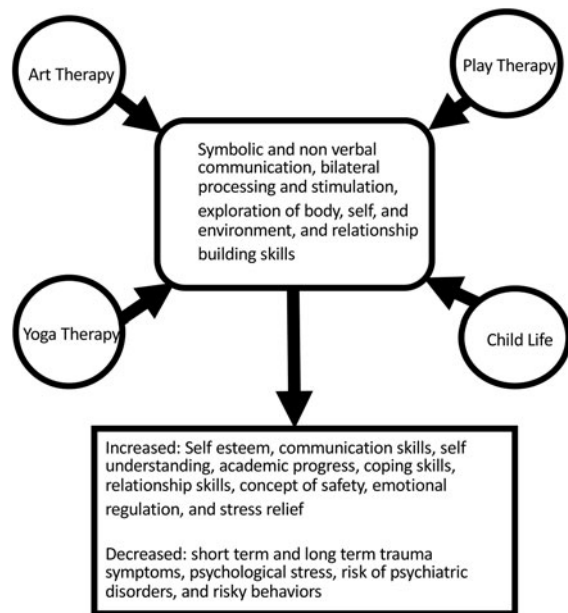 Art Therapy
Play Therapy
Symbolic and non verbal
communication, bilateral
processing and stimulation,
exploration of body, self, and
environment, and relationship
building skills
Yoga Therapy
Child Life
Increased: Self esteem, communication skills, self
understanding, academic progress, coping skills,
relationship skills, concept of safety, emotional
regulation, and stress relief
Decreased: short term and long term trauma
symptoms, psychological stress, risk of psychiatric
disorders, and risky behaviors